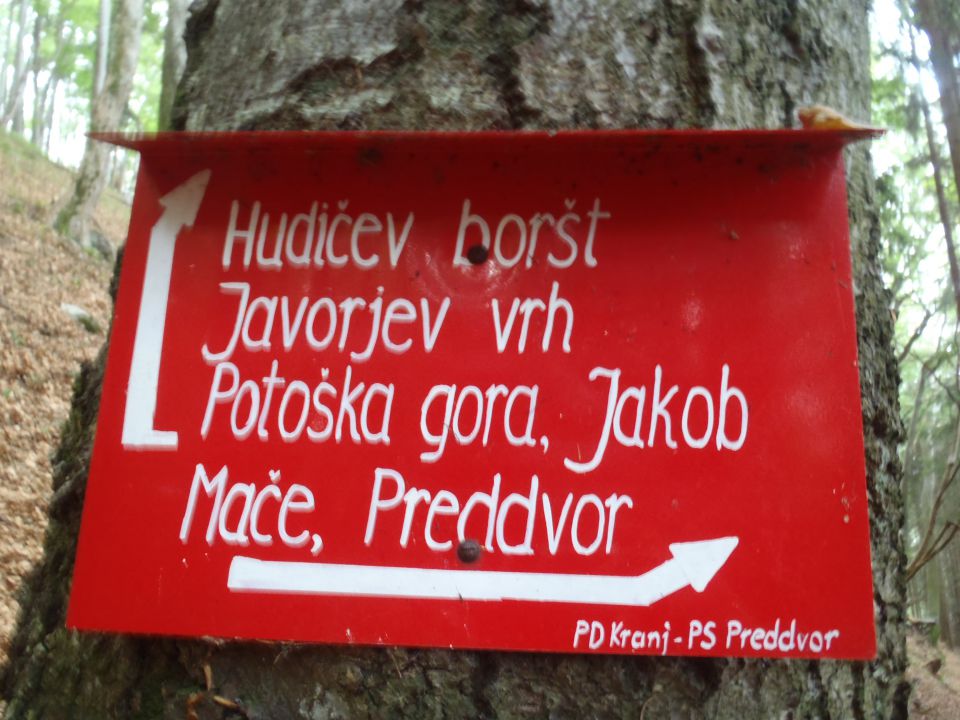 Hudičev boršt
Javorjev vrh
Potoška gora, Jakob
Mače, Preddvor
PD Kranj - PS Preddvor